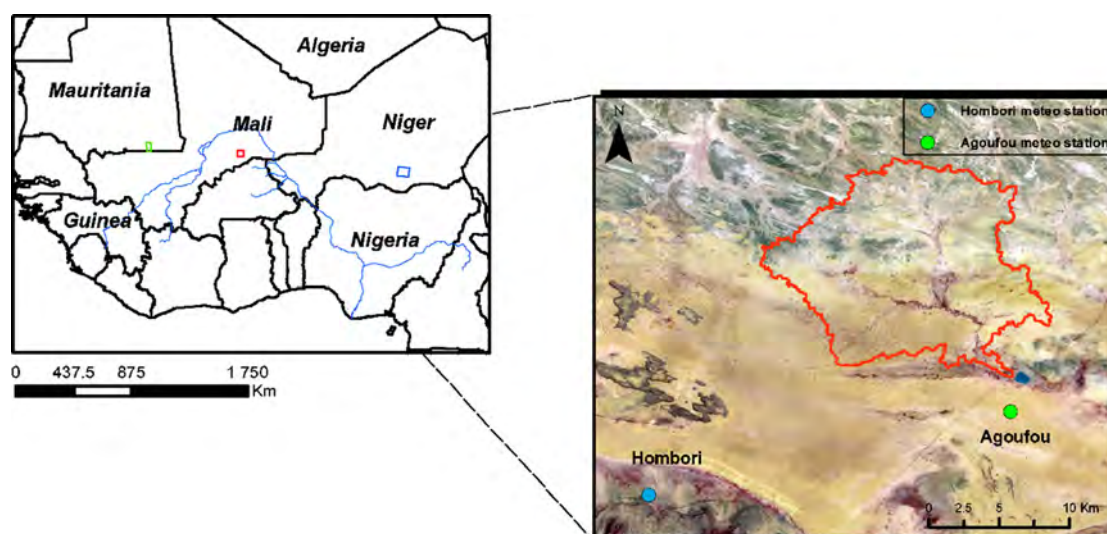 Algeria
Mauritania
Mali
Niger
Guinea
Nigeria
0 437.5 875 1 750
Km
N
Hombori meteo station
Agoufou meteo station
Agoufou
Hombori
0 2.5 5 10 Km